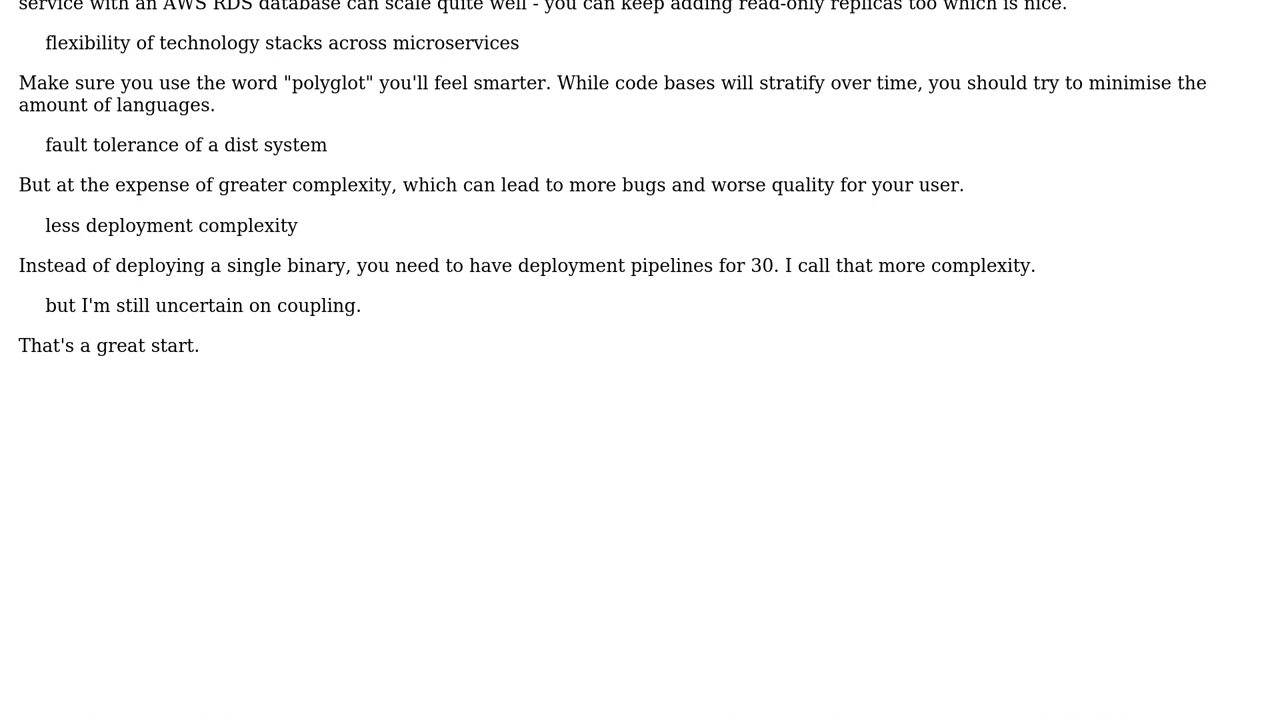 service with an AWS RDS database can scale quite well - you can keep adding read-only replicas too which is nice.
flexibility of technology stacks across microservices
Make sure you use the word "polyglot" you'll feel smarter. While code bases will stratify over time, you should try to minimise the
amount of languages.
fault tolerance of a dist system
But at the expense of greater complexity, which can lead to more bugs and worse quality for your user.
less deployment complexity
Instead of deploying a single binary, you need to have deployment pipelines for 30. I call that more complexity.
but I'm still uncertain on coupling.
That's a great start.